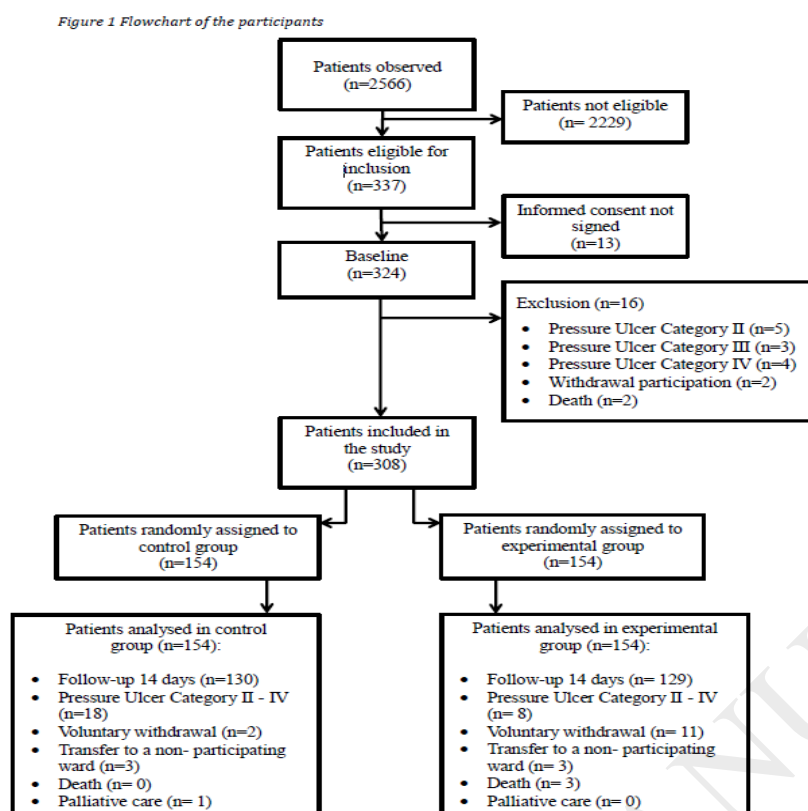 Figure 1 Flowchart of the participants
Patients observed
(n=2566)
Patients not eligible
(n= 2229)
Patients eligible for
inclusion
(n=337)
Informed consent not
signed
(n=13)
Baseline
(n=324)
Exclusion (n=16)
• Pressure Ulcer Category II (n=5)
• Pressure Ulcer Category III (n=3)
• Pressure Ulcer Category IV (n=4)
• Withdrawal participation (n=2)
• Death (n=2)
Patients included in
the study
(n=308)
Patients randomly assigned to
control group
(n=154)
Patients randomly assigned to
experimental group
(n=154)
Patients analysed in control
group (n=154):
• Follow-up 14 days (n=130)
• Pressure Ulcer Category II - IV
(n=18)
• Voluntary withdrawal (n=2)
• Transfer to a non- participating
ward (n=3)
• Death (n= 0)
• Palliative care (n= 1)
Patients analysed in experimental
group (n=154):
• Follow-up 14 days (n= 129)
• Pressure Ulcer Category II - IV
(n= 8)
• Voluntary withdrawal (n= 11)
• Transfer to a non- participating
ward (n= 3)
• Death (n= 3)
• Palliative care (n= 0)